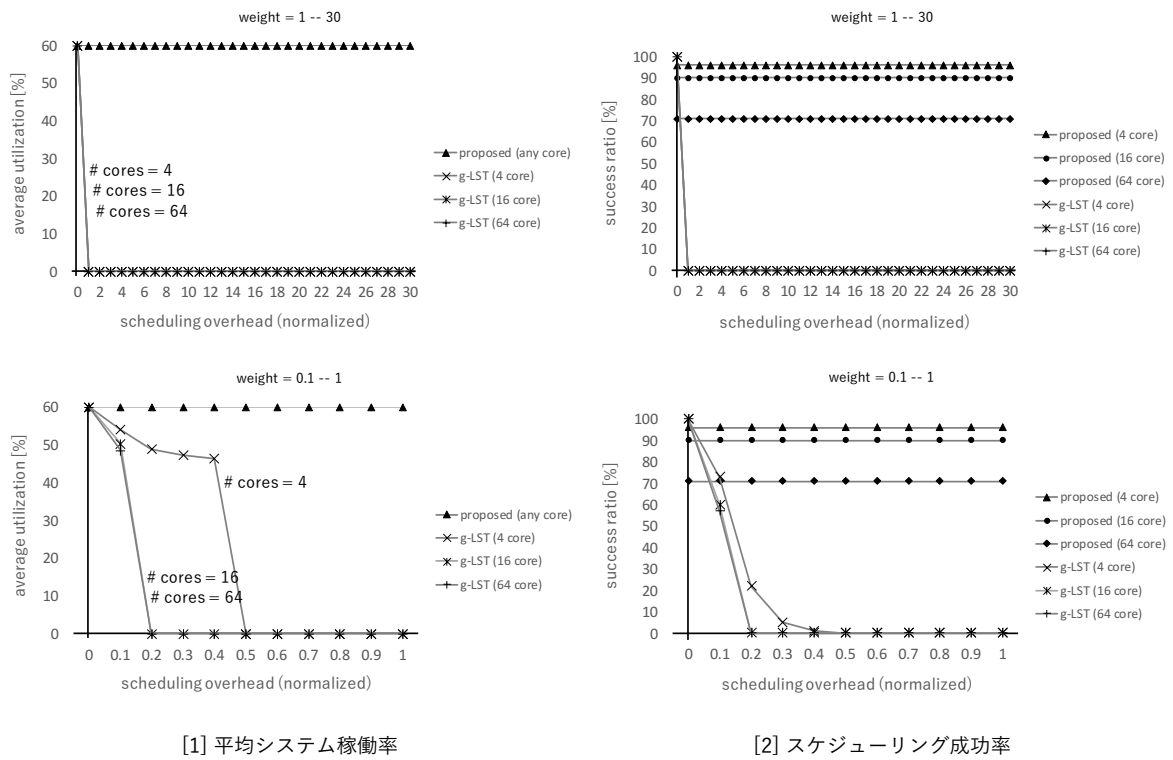 weight = 1 -- 30
average utilization [%]
60
50
40
30
20
10
0
# cores = 4
# cores = 16
# cores = 64
0 2 4 6 8 10 12 14 16 18 20 22 24 26 28 30
scheduling overhead (normalized)
proposed (any core)
g-LST (4 core)
g-LST (16 core)
g-LST (64 core)
weight = 1 -- 30
success ratio [%]
100
90
80
70
60
50
40
30
20
10
0
0 2 4 6 8 10 12 14 16 18 20 22 24 26 28 30
scheduling overhead (normalized)
proposed (4 core)
proposed (16 core)
proposed (64 core)
g-LST (4 core)
g-LST (16 core)
g-LST (64 core)
weight = 0.1 -- 1
average utilization [%]
60
50
40
30
20
10
0
# cores = 4
# cores = 16
# cores = 64
0 0.1 0.2 0.3 0.4 0.5 0.6 0.7 0.8 0.9 1
scheduling overhead (normalized)
proposed (any core)
g-LST (4 core)
g-LST (16 core)
g-LST (64 core)
weight = 0.1 -- 1
success ratio [%]
100
90
80
70
60
50
40
30
20
10
0
0 0.1 0.2 0.3 0.4 0.5 0.6 0.7 0.8 0.9 1
scheduling overhead (normalized)
proposed (4 core)
proposed (16 core)
proposed (64 core)
g-LST (4 core)
g-LST (16 core)
g-LST (64 core)
[1] 平均システム稼働率
[2] スケジューリング成功率